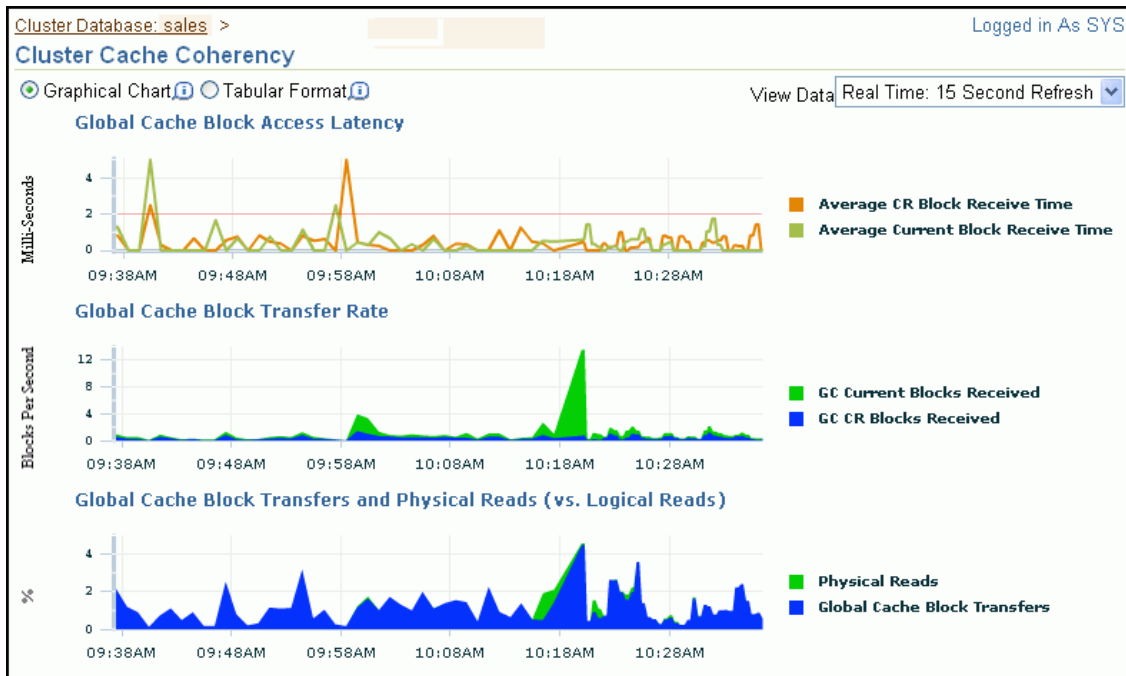 Cluster Database: sales > Logged in As SYS
Cluster Cache Coherency
Graphical Chart Tabular Format View Data Real Time: 15 Second Refresh
Global Cache Block Access Latency
Milli-Seconds
4
2
0
09:38AM 09:48AM 09:58AM 10:08AM 10:18AM 10:28AM
Average CR Block Receive Time
Average Current Block Receive Time
Global Cache Block Transfer Rate
Blocks Per Second
12
8
4
0
09:38AM 09:48AM 09:58AM 10:08AM 10:18AM 10:28AM
GC Current Blocks Received
GC CR Blocks Received
Global Cache Block Transfers and Physical Reads (vs. Logical Reads)
%
4
2
0
09:38AM 09:48AM 09:58AM 10:08AM 10:18AM 10:28AM
Physical Reads
Global Cache Block Transfers